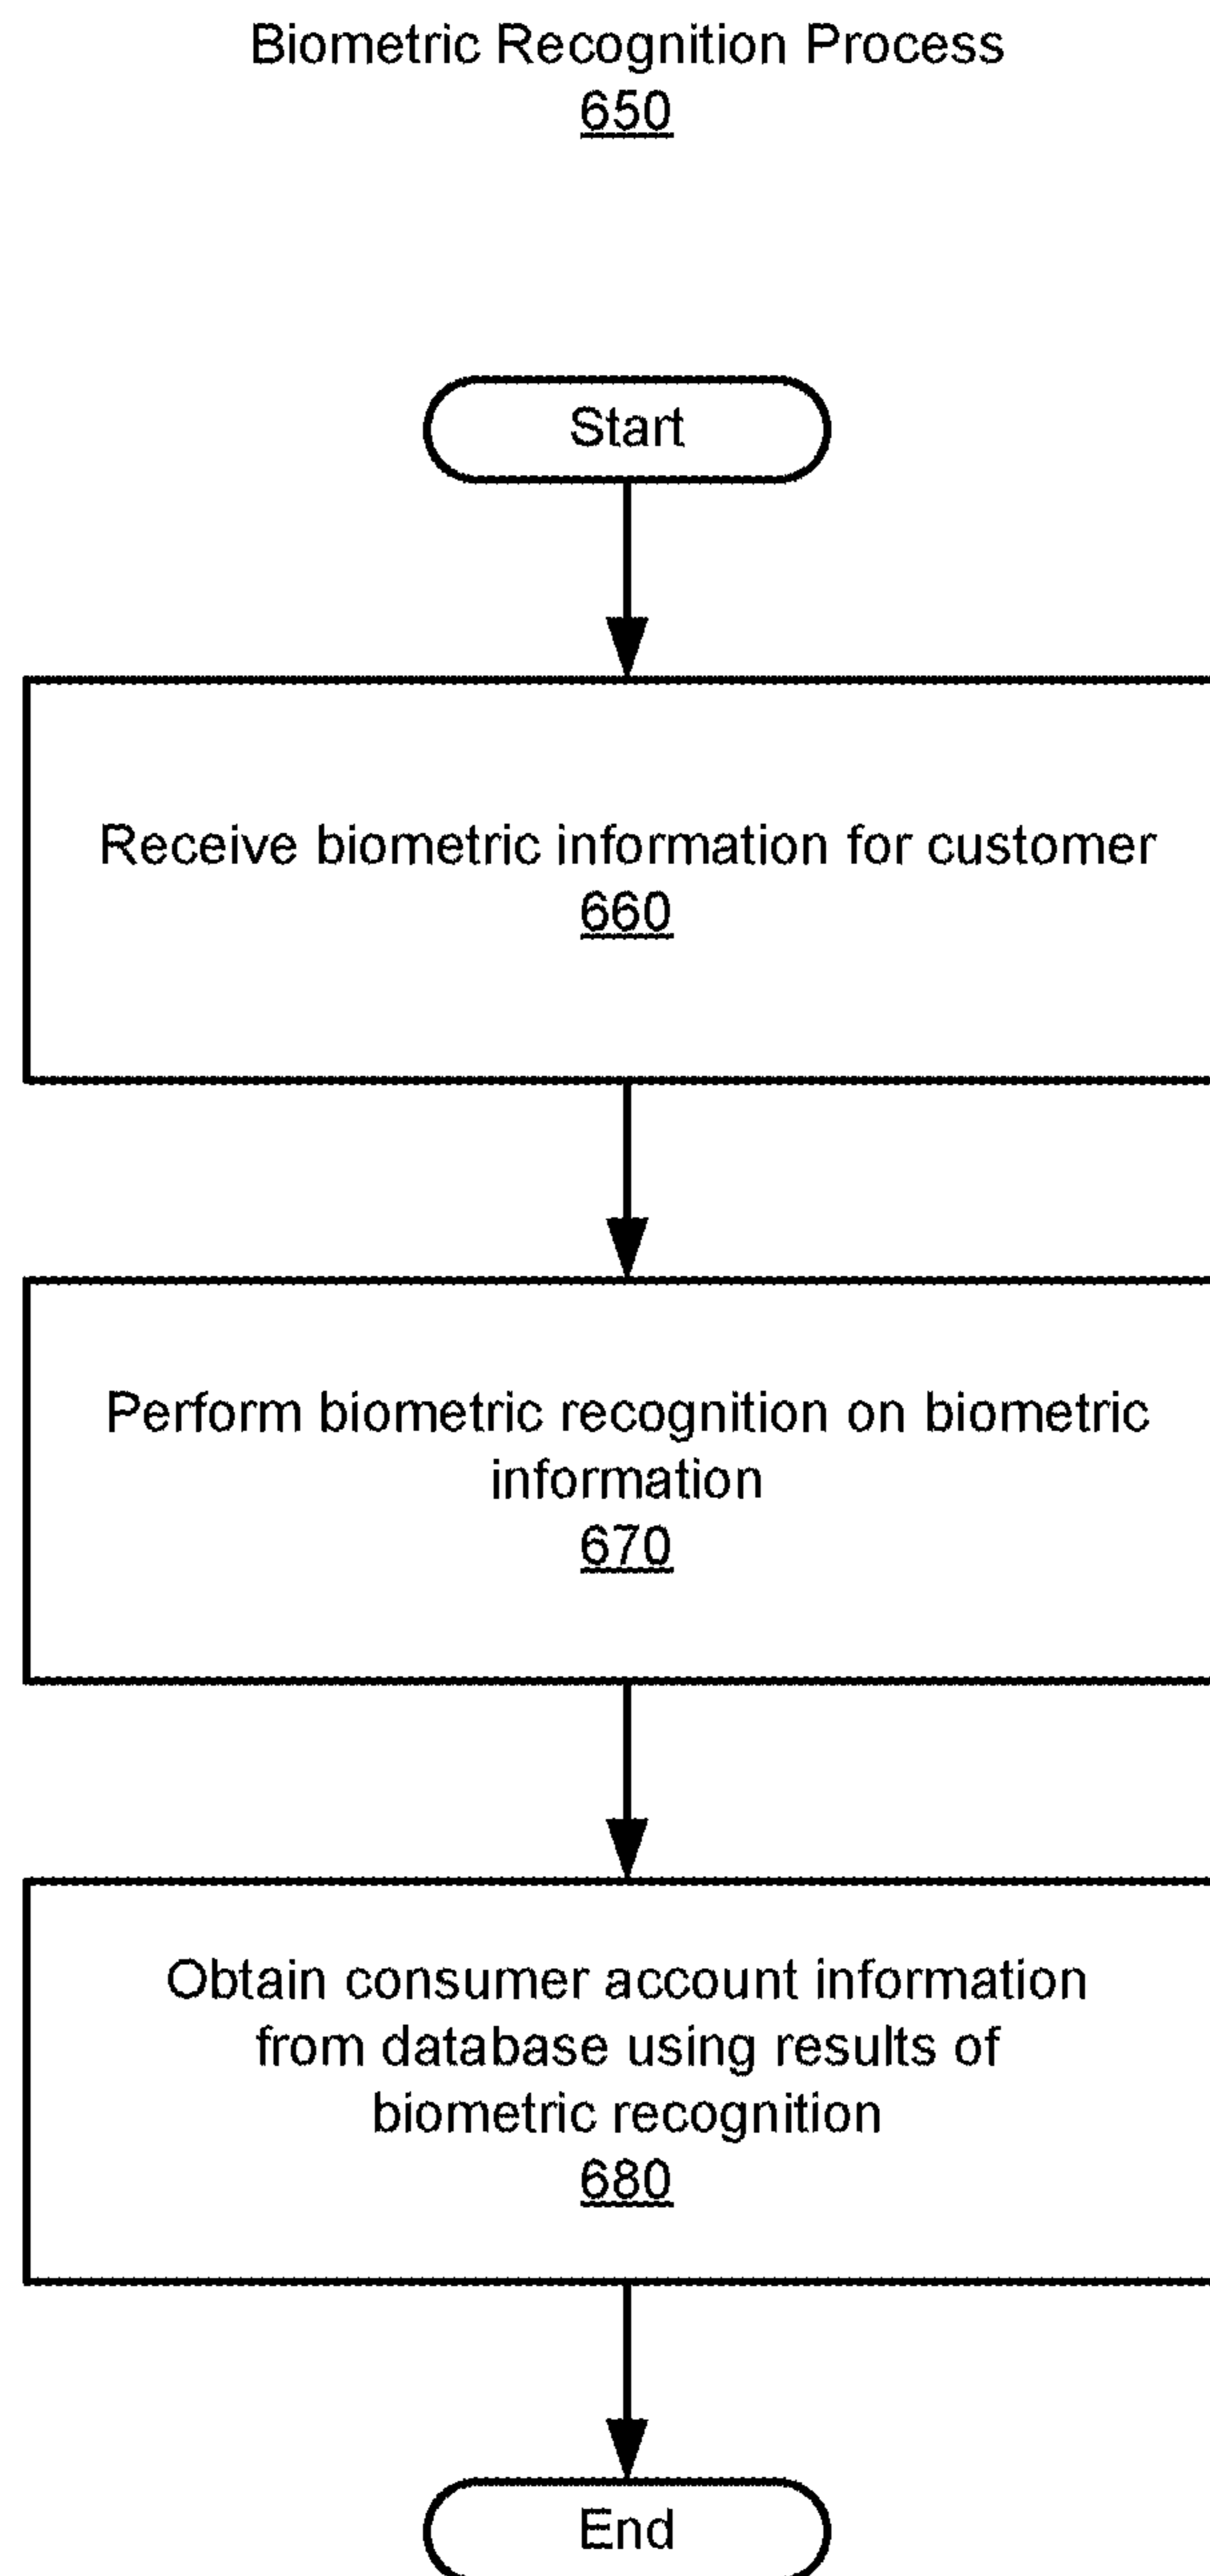 Biometric Recognition Process
650
Start
Receive biometric information for customer
660
Perform biometric recognition on biometric
information
670
Obtain consumer account information
from database using results of
biometric recognition
680
End